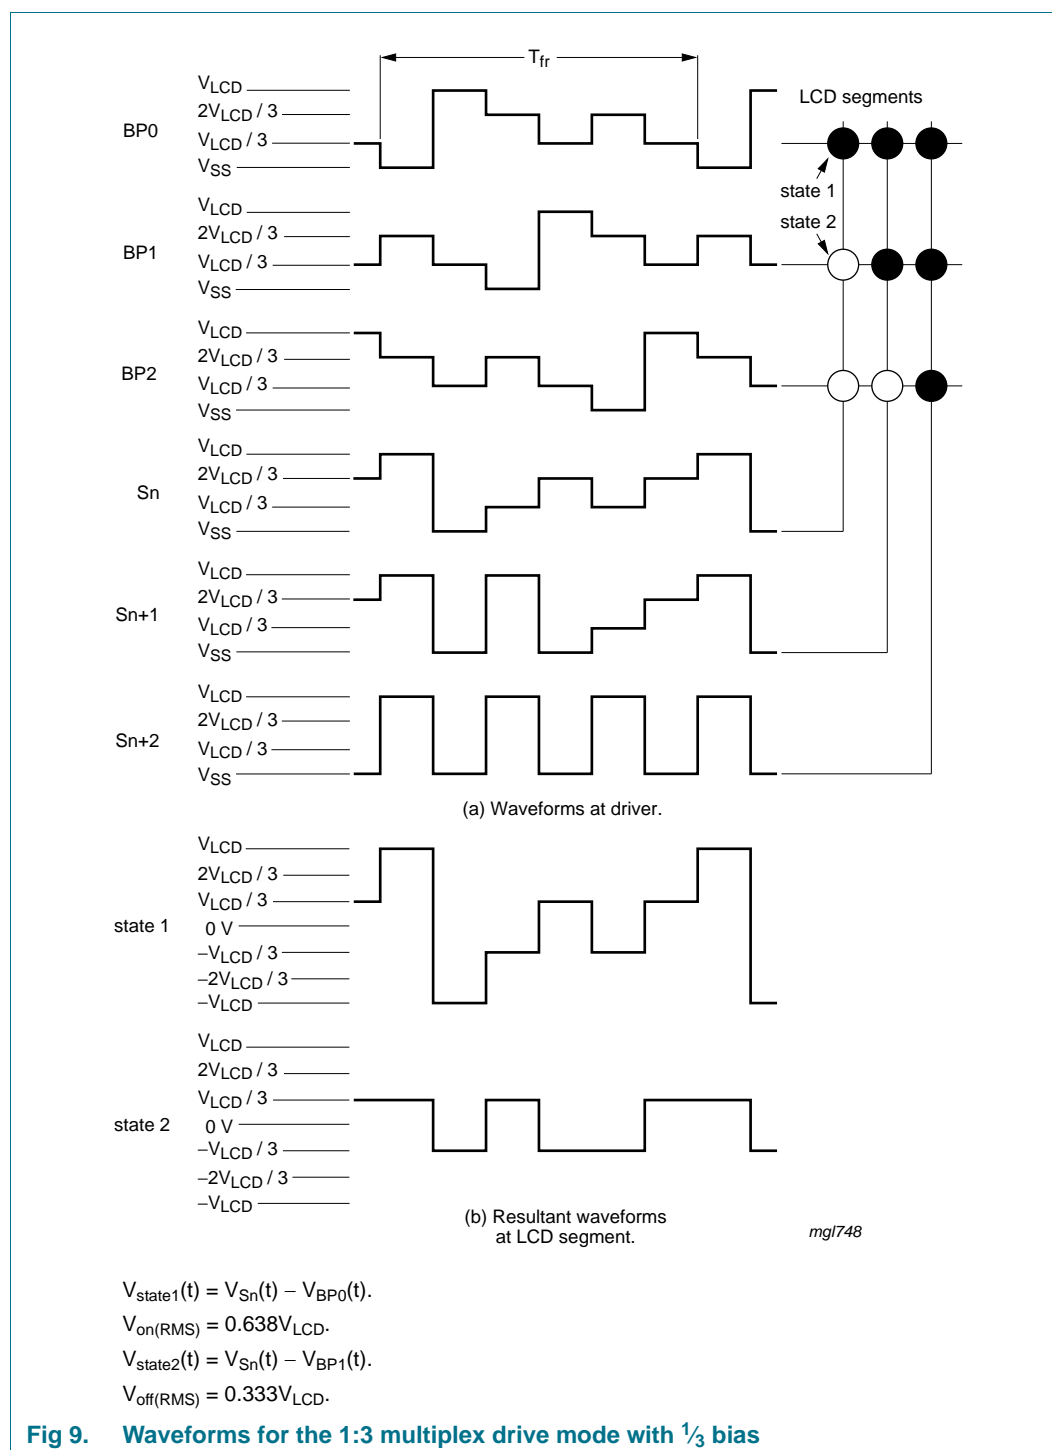 T_fr
V_LCD
2V_LCD / 3
BP0
V_LCD / 3
V_SS
LCD segments
state 1
state 2
V_LCD
2V_LCD / 3
BP1
V_LCD / 3
V_SS
V_LCD
2V_LCD / 3
BP2
V_LCD / 3
V_SS
V_LCD
2V_LCD / 3
Sn
V_LCD / 3
V_SS
V_LCD
2V_LCD / 3
Sn+1
V_LCD / 3
V_SS
V_LCD
2V_LCD / 3
Sn+2
V_LCD / 3
V_SS
(a) Waveforms at driver.
V_LCD
2V_LCD / 3
V_LCD / 3
state 1
0 V
−V_LCD / 3
−2V_LCD / 3
−V_LCD
V_LCD
2V_LCD / 3
V_LCD / 3
state 2
0 V
−V_LCD / 3
−2V_LCD / 3
−V_LCD
(b) Resultant waveforms
at LCD segment.
mgl748
V_state1(t) = V_Sn(t) − V_BP0(t).
V_on(RMS) = 0.638V_LCD.
V_state2(t) = V_Sn(t) − V_BP1(t).
V_off(RMS) = 0.333V_LCD.
Fig 9. Waveforms for the 1:3 multiplex drive mode with 1⁄3 bias